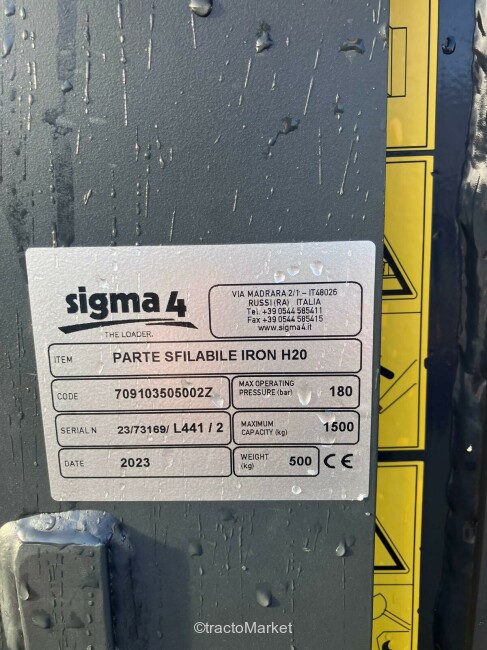 sigma 4
THE LOADER.
VIA MADRARA 2/1 - IT48026
RUSSI (RA) ITALIA
Tel. +39 0544 585411
Fax +39 0544 585415
www.sigma4.it
ITEM PARTE SFILABILE IRON H20
CODE 709103505002Z
MAX OPERATING PRESSURE (bar) 180
SERIAL N 23/73169/ L441 / 2
MAXIMUM CAPACITY (kg) 1500
DATE 2023
WEIGHT (kg) 500 CE
©tractoMarket